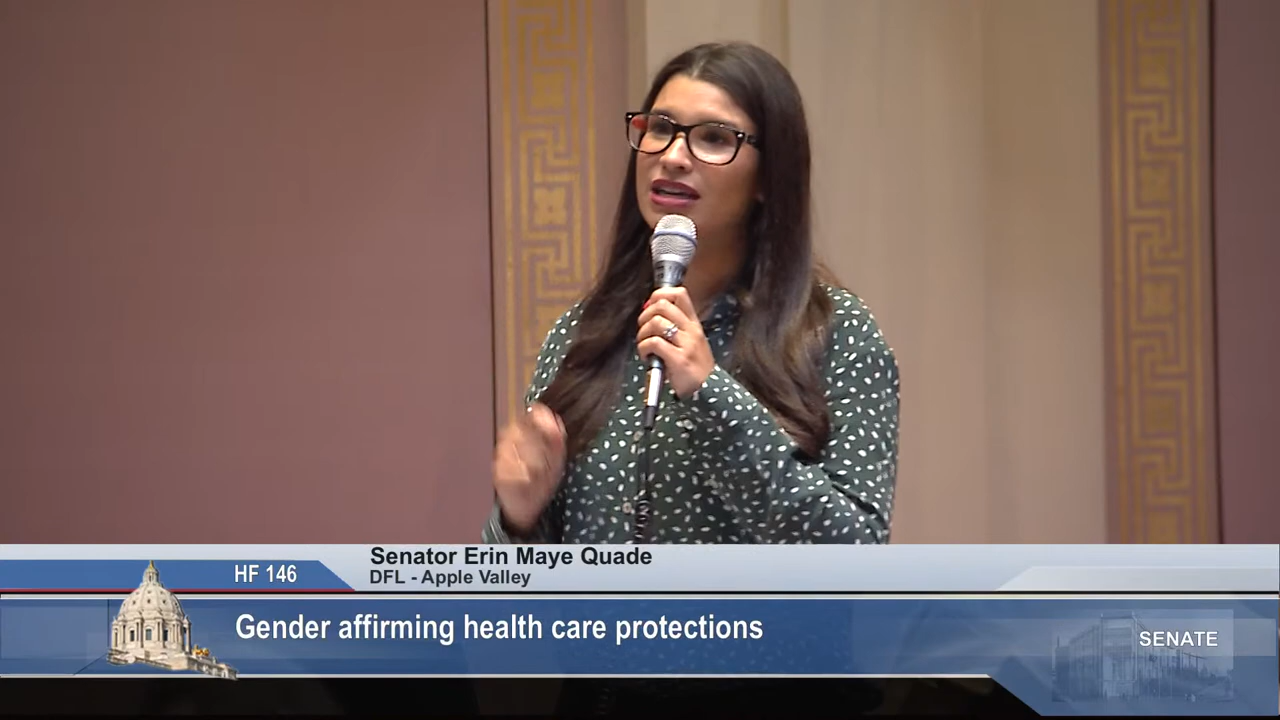 Senator Erin Maye Quade
HF 146
DFL - Apple Valley
Gender affirming health care protections
SENATE